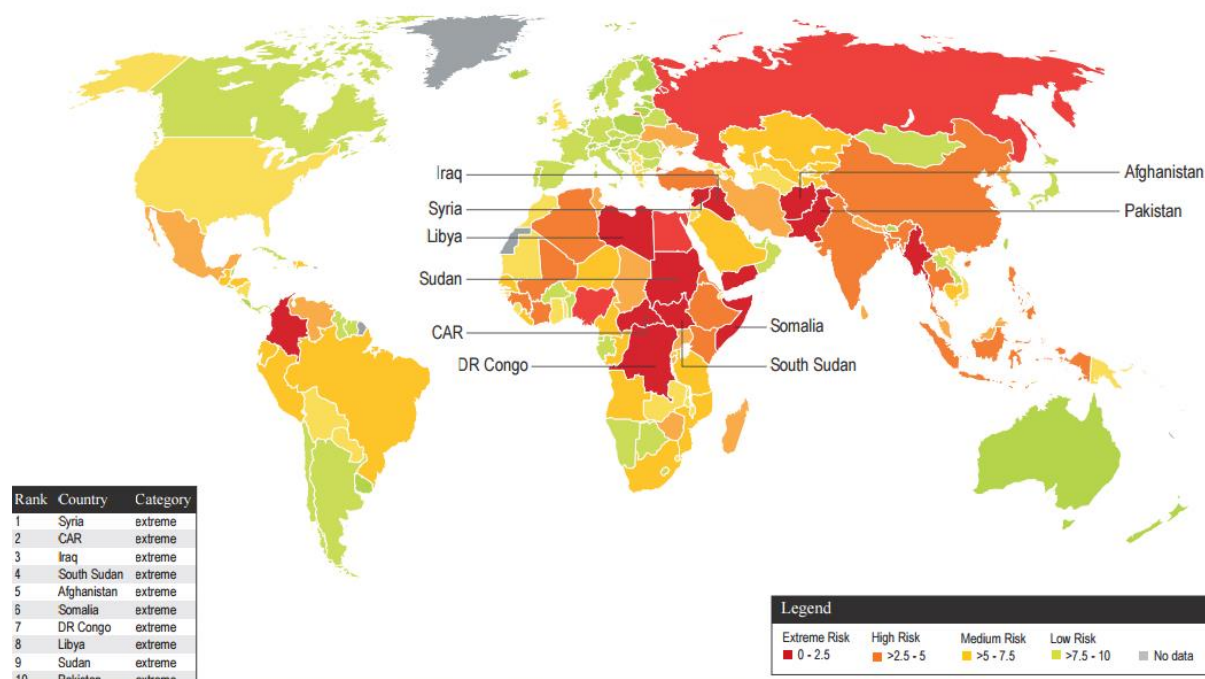 Iraq
Afghanistan
Syria
Pakistan
Libya
Sudan
CAR
Somalia
DR Congo
South Sudan
Rank Country Category
1 Syria extreme
2 CAR extreme
3 Iraq extreme
4 South Sudan extreme
5 Afghanistan extreme
6 Somalia extreme
7 DR Congo extreme
8 Libya extreme
9 Sudan extreme
10 Pakistan extreme
Legend
Extreme Risk High Risk Medium Risk Low Risk
0 - 2.5 >2.5 - 5 >5 - 7.5 >7.5 - 10 No data